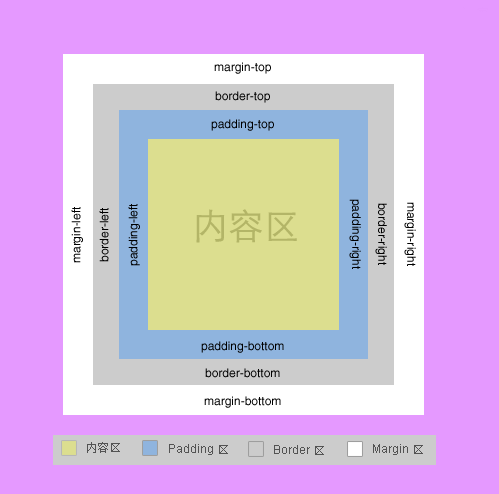 margin-top
border-top
padding-top
margin-left
border-left
padding-left
内容区
padding-right
border-right
margin-right
padding-bottom
border-bottom
margin-bottom
内容区 Padding 区 Border 区 Margin 区